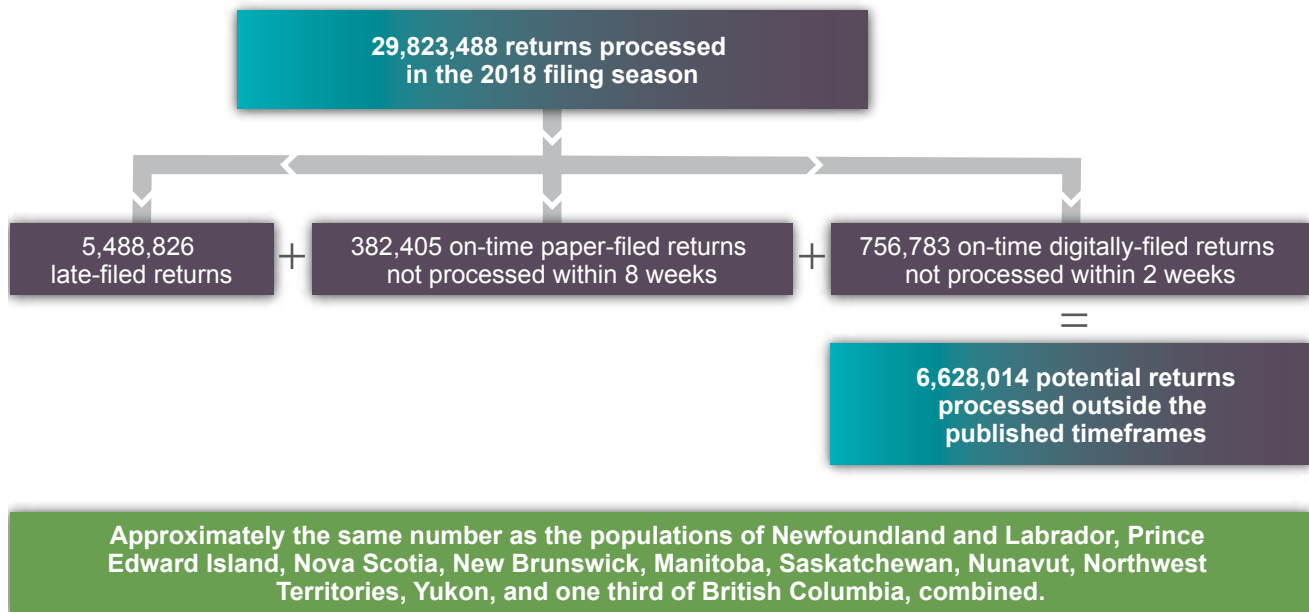 29,823,488 returns processed
in the 2018 filing season
5,488,826
late-filed returns
+
382,405 on-time paper-filed returns
not processed within 8 weeks
+
756,783 on-time digitally-filed returns
not processed within 2 weeks
=
6,628,014 potential returns
processed outside the
published timeframes
Approximately the same number as the populations of Newfoundland and Labrador, Prince
Edward Island, Nova Scotia, New Brunswick, Manitoba, Saskatchewan, Nunavut, Northwest
Territories, Yukon, and one third of British Columbia, combined.